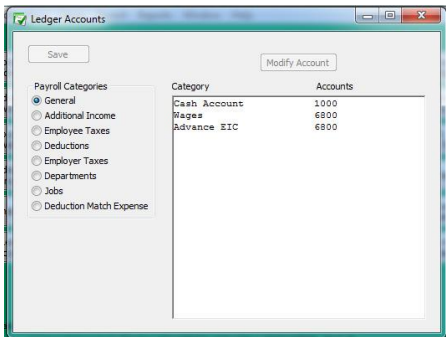 Ledger Accounts
Save
Modify Account
Payroll Categories
General
Additional Income
Employee Taxes
Deductions
Employer Taxes
Departments
Jobs
Deduction Match Expense
Category Accounts
Cash Account 1000
Wages 6800
Advance EIC 6800